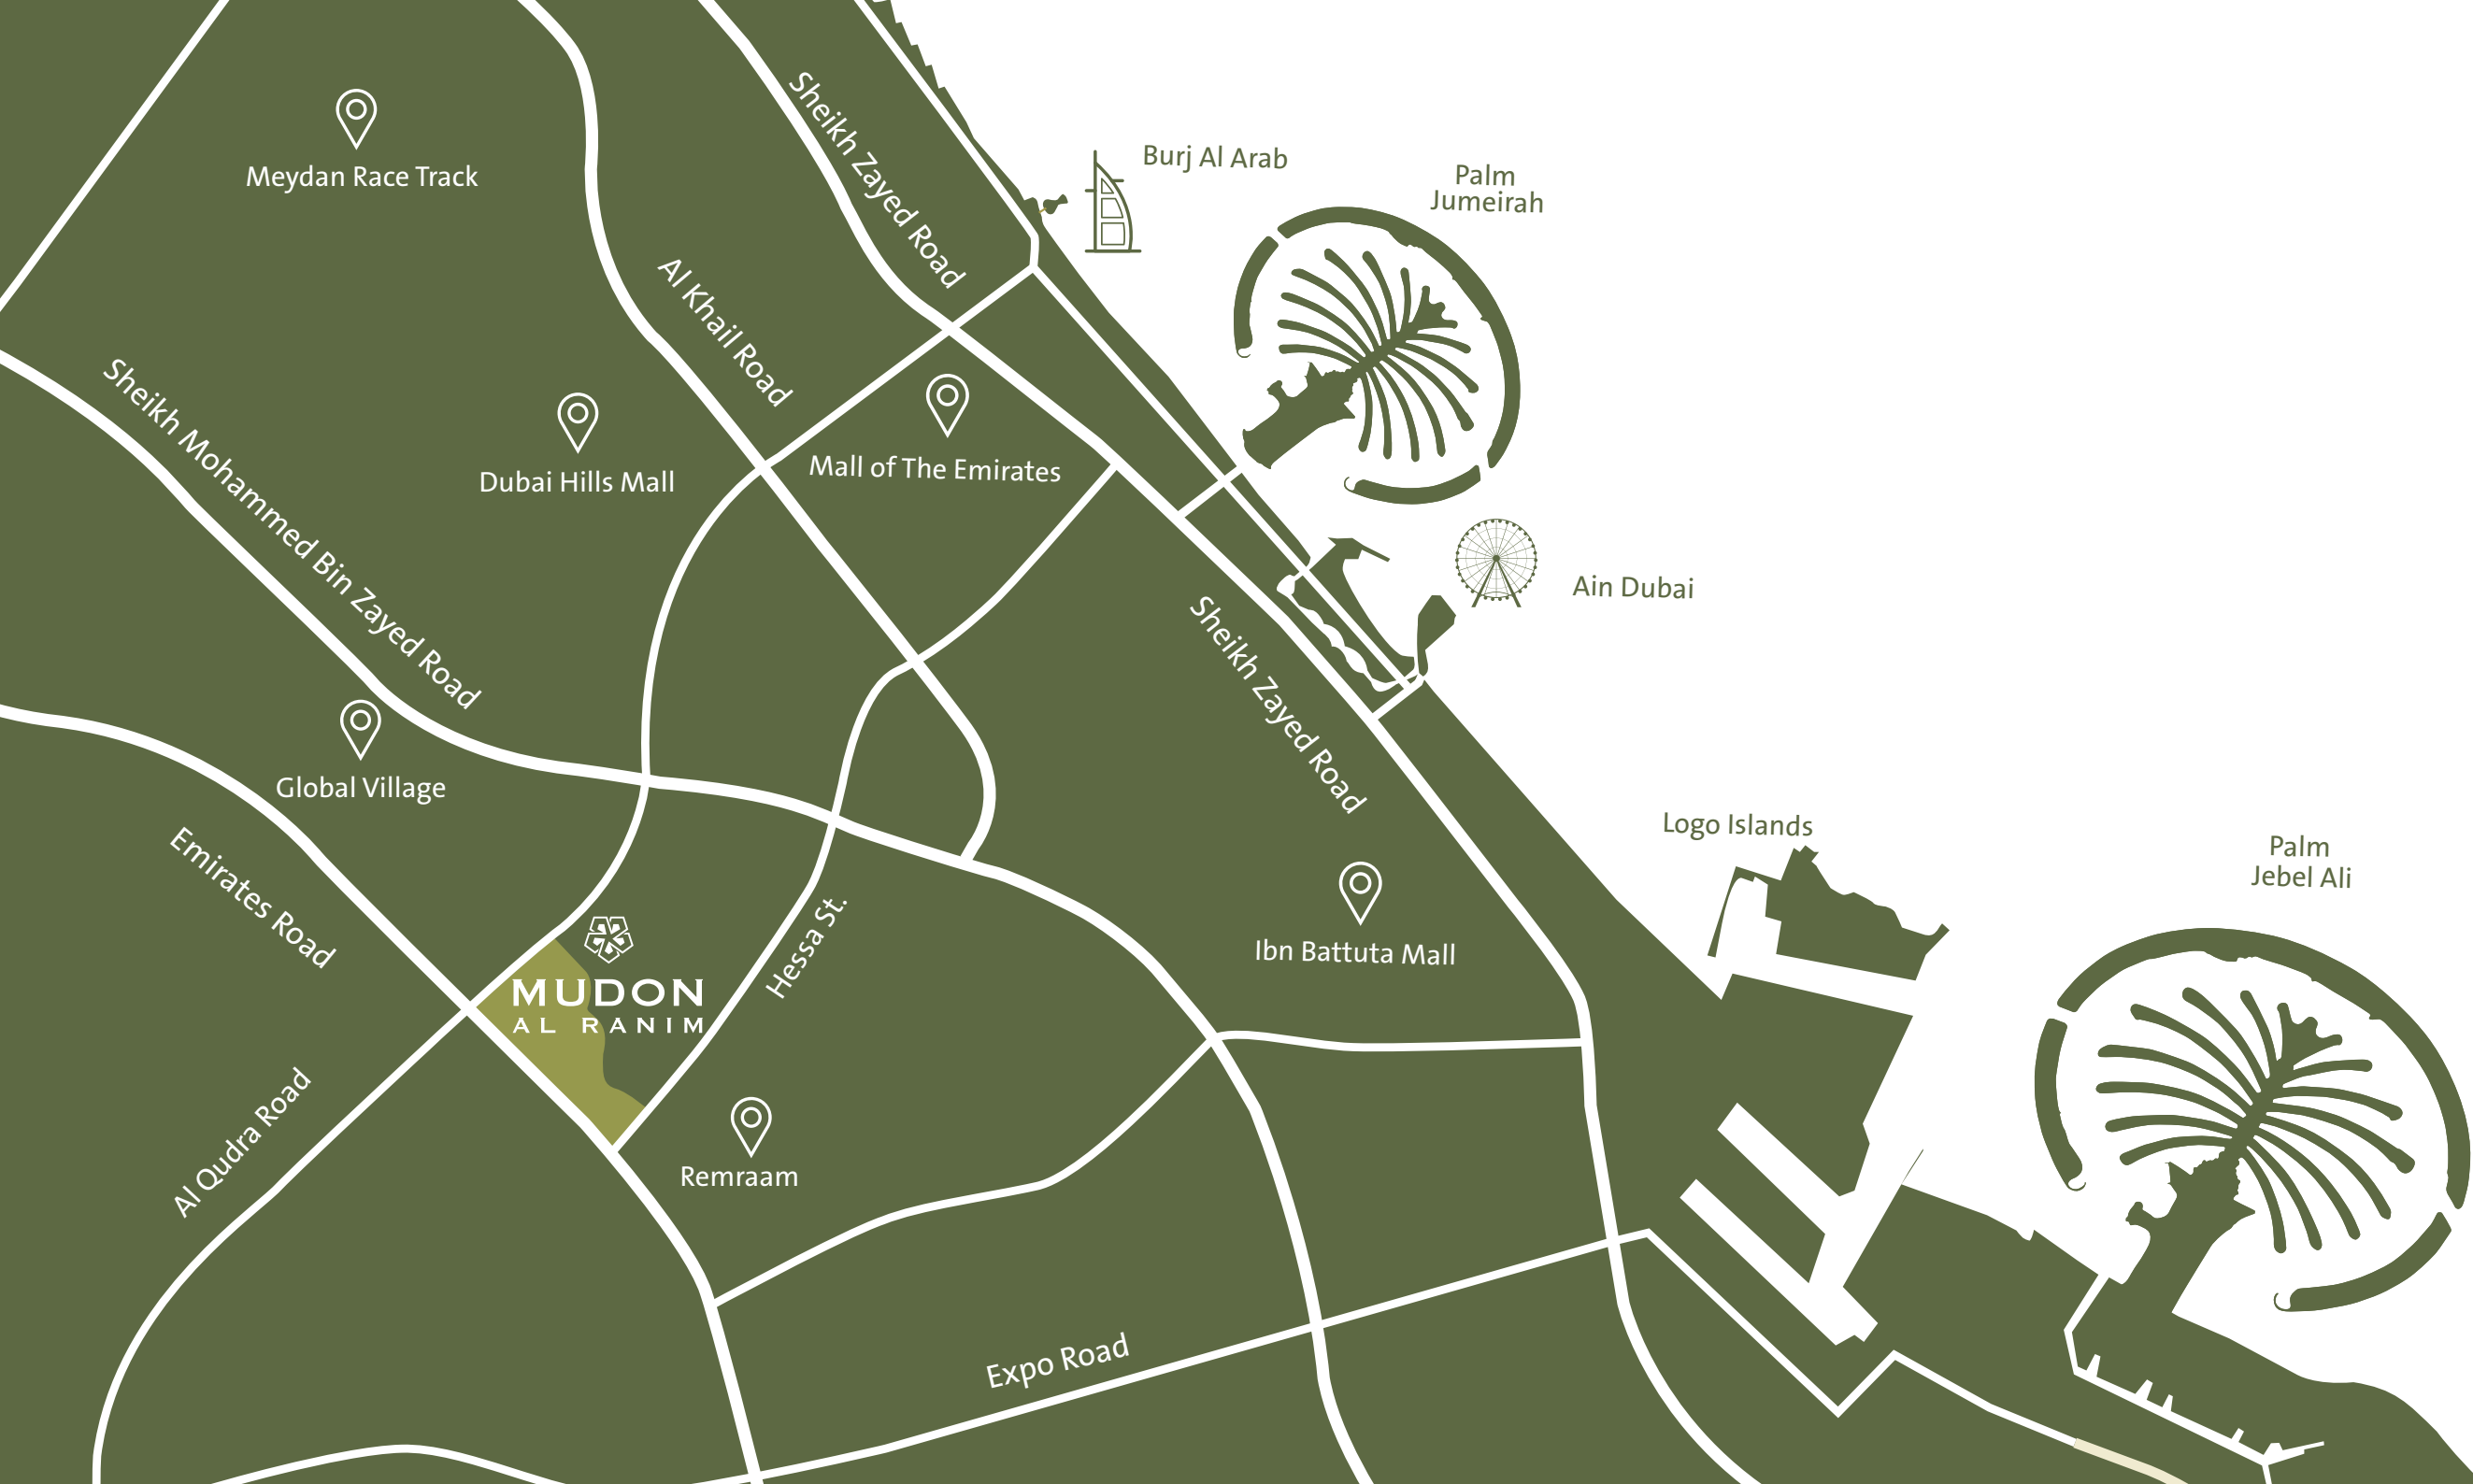 Meydan Race Track
Sheikh Zayed Road
Burj Al Arab
Palm
Jumeirah
Al Khail Road
Sheikh Mohammed Bin Zayed Road
Dubai Hills Mall
Mall of The Emirates
Ain Dubai
Sheikh Zayed Road
Global Village
Emirates Road
Logo Islands
Palm
Jebel Ali
Hessa St.
Ibn Battuta Mall
MUDON
AL RANIM
Al Qudra Road
Remraam
Expo Road